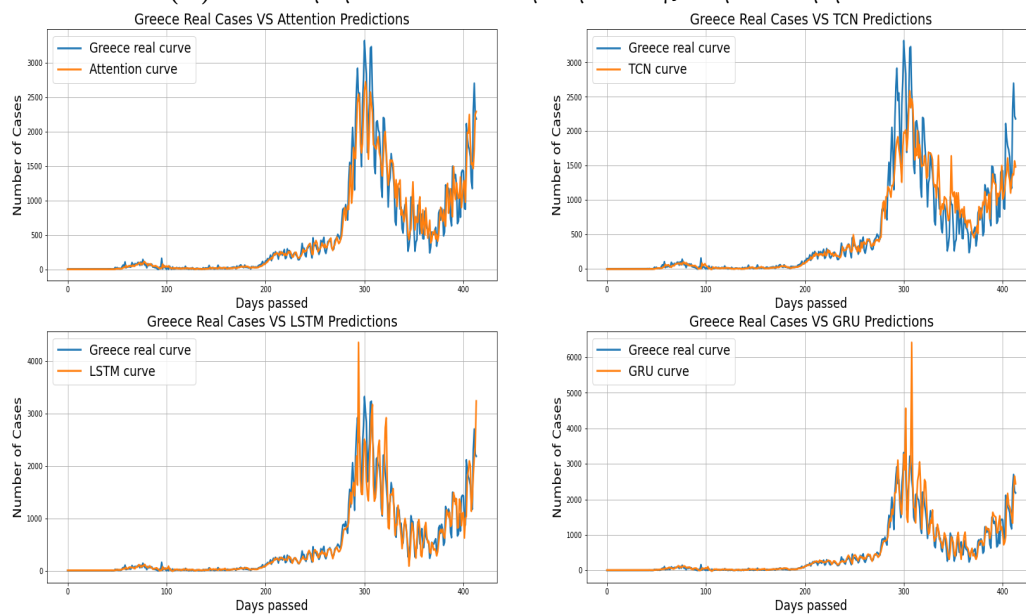 Greece Real Cases VS Attention Predictions
Greece real curve
Attention curve
Number of Cases
3000
2500
2000
1500
1000
500
0
0 100 200 300 400
Days passed
Greece Real Cases VS TCN Predictions
Greece real curve
TCN curve
Number of Cases
3000
2500
2000
1500
1000
500
0
0 100 200 300 400
Days passed
Greece Real Cases VS LSTM Predictions
Greece real curve
LSTM curve
Number of Cases
4000
3000
2000
1000
0
0 100 200 300 400
Days passed
Greece Real Cases VS GRU Predictions
Greece real curve
GRU curve
Number of Cases
6000
5000
4000
3000
2000
1000
0
0 100 200 300 400
Days passed